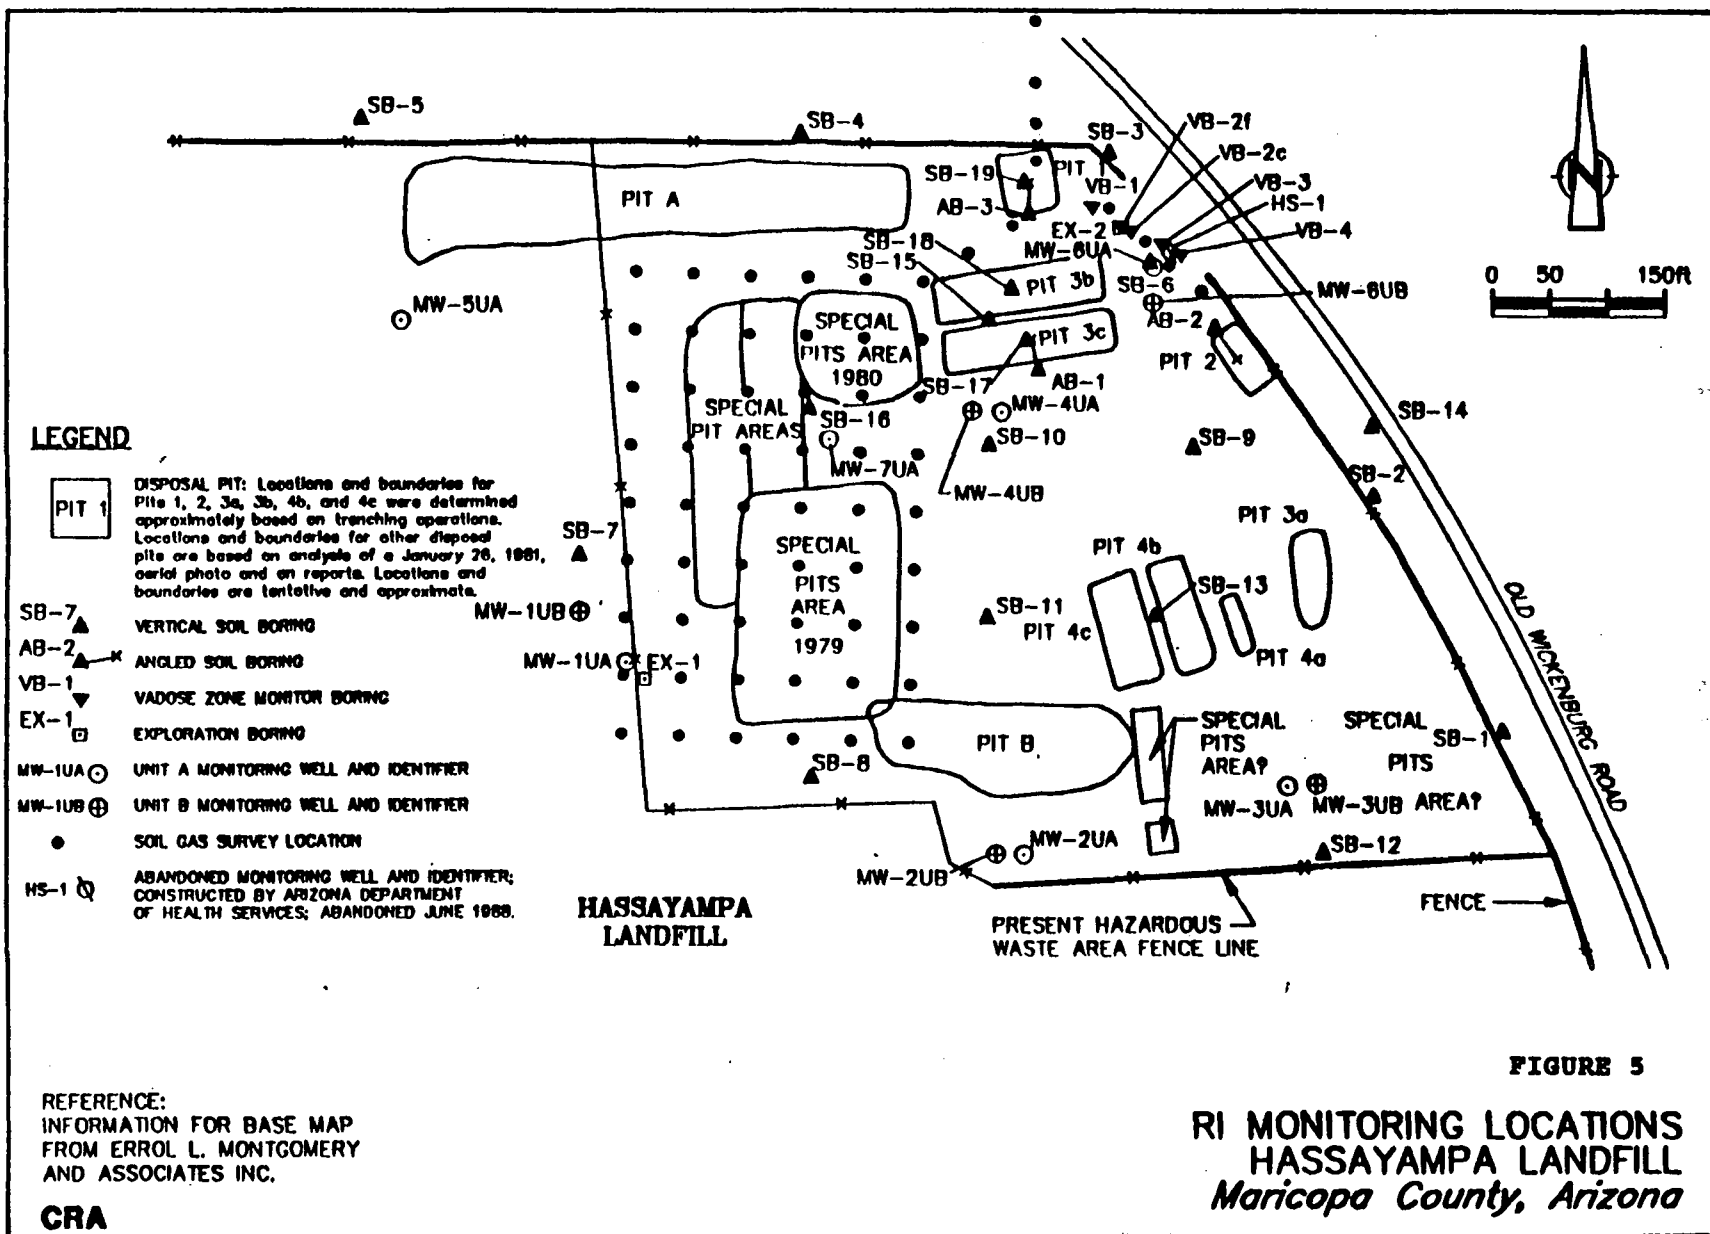 SB-5
SB-4
SB-3
VB-2f
VB-2c
VB-3
HS-1
VB-4
SB-19
PIT 1
VB-1
PIT A
AB-3
EX-2
SB-18
MW-6UA
SB-15
PIT 3b
SB-6
MW-6UB
0 50 150ft
N
MW-5UA
SPECIAL
PITS AREA
1980
PIT 3c
AB-2
PIT 2
SB-17
AB-1
SPECIAL
PIT AREAS
SB-16
MW-4UA
SB-14
SB-10
SB-9
MW-7UA
MW-4UB
SB-2
LEGEND
PIT 1
DISPOSAL PIT: Locations and boundaries for
Pits 1, 2, 3a, 3b, 4b, and 4c were determined
approximately based on trenching operations.
Locations and boundaries for other disposal
pits are based on analysis of a January 26, 1981,
aerial photo and on reports. Locations and
boundaries are tentative and approximate.
SB-7
VERTICAL SOIL BORING
AB-2
ANGLED SOIL BORING
VB-1
VADOSE ZONE MONITOR BORING
EX-1
EXPLORATION BORING
MW-1UA UNIT A MONITORING WELL AND IDENTIFIER
MW-1UB UNIT B MONITORING WELL AND IDENTIFIER
SOIL GAS SURVEY LOCATION
HS-1
ABANDONED MONITORING WELL AND IDENTIFIER;
CONSTRUCTED BY ARIZONA DEPARTMENT
OF HEALTH SERVICES; ABANDONED JUNE 1988.
SB-7
MW-1UB
MW-1UA
EX-1
SPECIAL
PITS
AREA
1979
PIT 3a
PIT 4b
SB-13
SB-11
PIT 4c
PIT 4a
OLD WICKENBURG ROAD
PIT B
SB-8
SPECIAL
PITS
AREA?
SPECIAL
PITS
AREA?
SB-1
MW-3UA
MW-3UB
MW-2UA
MW-2UB
SB-12
FENCE
PRESENT HAZARDOUS
WASTE AREA FENCE LINE
HASSAYAMPA
LANDFILL
FIGURE 5
RI MONITORING LOCATIONS
HASSAYAMPA LANDFILL
Maricopa County, Arizona
REFERENCE:
INFORMATION FOR BASE MAP
FROM ERROL L. MONTGOMERY
AND ASSOCIATES INC.
CRA